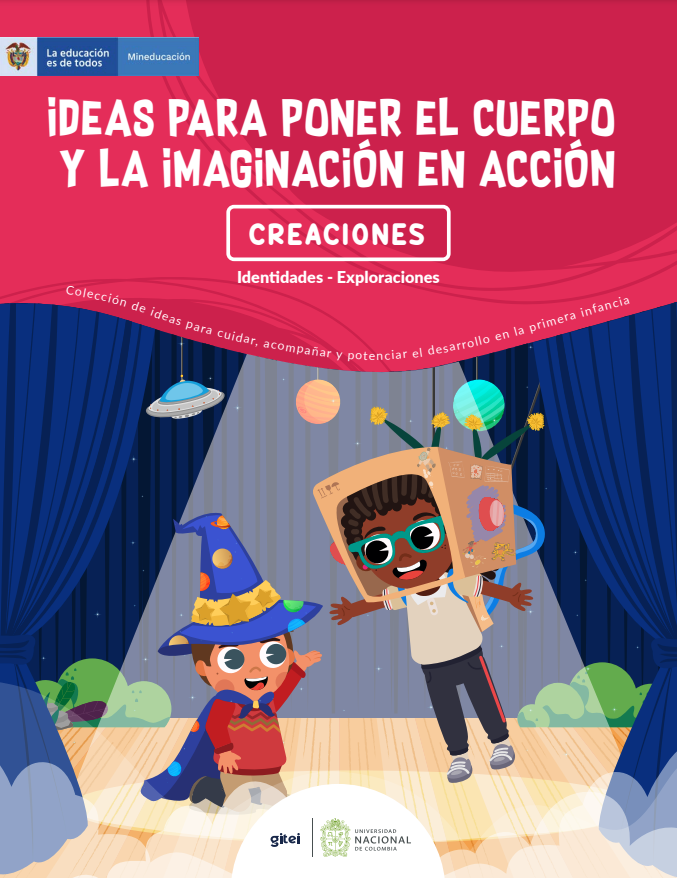 La educación
es de todos
Mineducación
iDEAS PARA PONER EL CUERPO
Y LA iMAGiNACiÓN EN ACCiÓN
CREACIONES
Identidades - Exploraciones
Colección de ideas para cuidar, acompañar y potenciar el desarrollo en la primera infancia
gitei
UNIVERSIDAD
NACIONAL
DE COLOMBIA